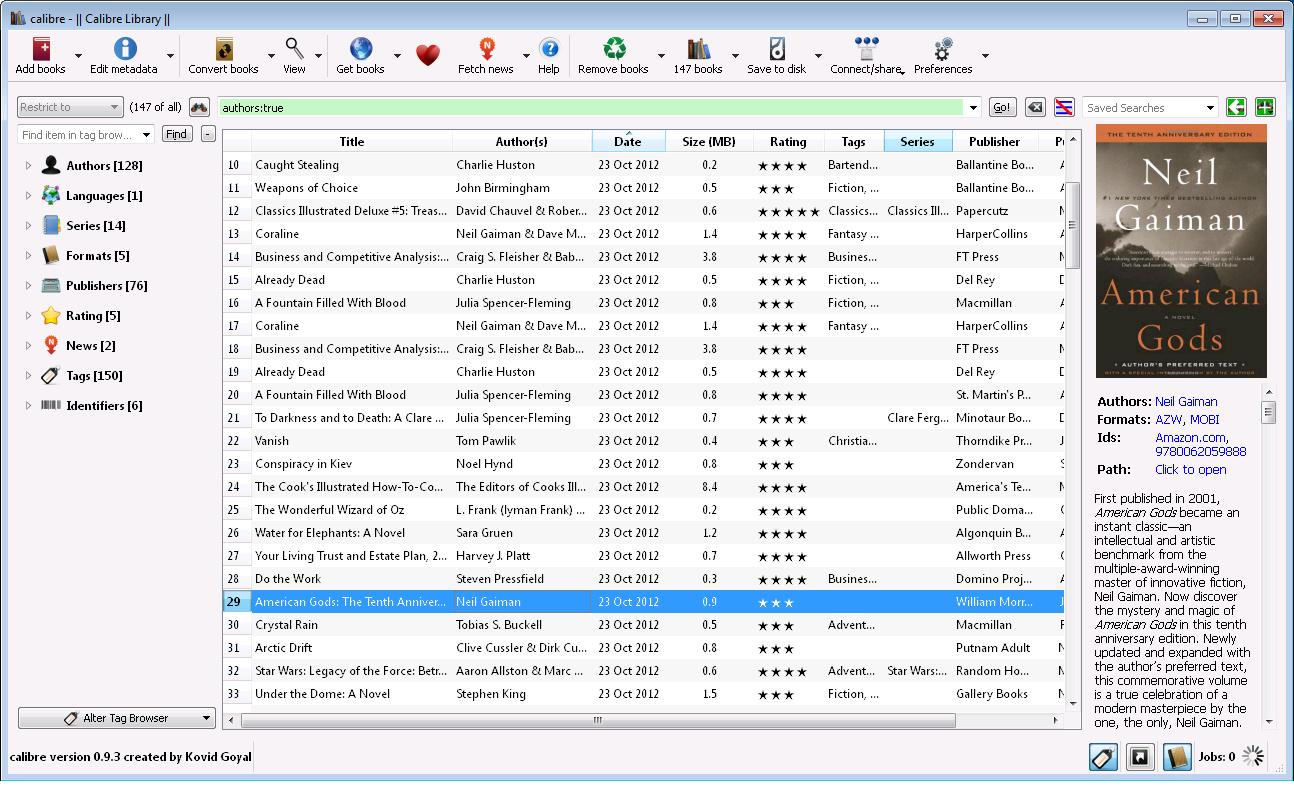 calibre - || Calibre Library ||
Add books Edit metadata Convert books View Get books Fetch news Help Remove books 147 books Save to disk Connect/share Preferences
Restrict to (147 of all) authors:true Go! Saved Searches
Find item in tag brow... Find -
Authors [128]
Languages [1]
Series [14]
Formats [5]
Publishers [76]
Rating [5]
News [2]
Tags [150]
Identifiers [6]
Alter Tag Browser
Title Author(s) Date Size (MB) Rating Tags Series Publisher
10 Caught Stealing Charlie Huston 23 Oct 2012 0.2 ★★★★ Bartend... Ballantine Bo...
11 Weapons of Choice John Birmingham 23 Oct 2012 0.5 ★★★ Fiction, ... Ballantine Bo...
12 Classics Illustrated Deluxe #5: Treas... David Chauvel & Rober... 23 Oct 2012 0.6 ★★★★★ Classics... Classics Ill... Papercutz
13 Coraline Neil Gaiman & Dave M... 23 Oct 2012 1.4 ★★★★ Fantasy ... HarperCollins
14 Business and Competitive Analysis:... Craig S. Fleisher & Bab... 23 Oct 2012 3.8 ★★★★ Busines... FT Press
15 Already Dead Charlie Huston 23 Oct 2012 0.5 ★★★★ Fiction, ... Del Rey
16 A Fountain Filled With Blood Julia Spencer-Fleming 23 Oct 2012 0.8 ★★★★ Fiction, ... Macmillan
17 Coraline Neil Gaiman & Dave M... 23 Oct 2012 1.4 ★★★★ Fantasy ... HarperCollins
18 Business and Competitive Analysis:... Craig S. Fleisher & Bab... 23 Oct 2012 3.8 ★★★★ FT Press
19 Already Dead Charlie Huston 23 Oct 2012 0.5 ★★★★ Del Rey
20 A Fountain Filled With Blood Julia Spencer-Fleming 23 Oct 2012 0.8 ★★★★ St. Martin's P...
21 To Darkness and to Death: A Clare ... Julia Spencer-Fleming 23 Oct 2012 0.7 ★★★★ Clare Ferg... Minotaur Bo...
22 Vanish Tom Pawlik 23 Oct 2012 0.4 ★★★ Christia... Thorndike Pr...
23 Conspiracy in Kiev Noel Hynd 23 Oct 2012 0.8 ★★★ Zondervan
24 The Cook's Illustrated How-To-Co... The Editors of Cooks Ill... 23 Oct 2012 8.4 ★★★★ America's Te...
25 The Wonderful Wizard of Oz L. Frank (lyman Frank) ... 23 Oct 2012 0.2 ★★★★ Public Doma...
26 Water for Elephants: A Novel Sara Gruen 23 Oct 2012 1.2 ★★★★ Algonquin B...
27 Your Living Trust and Estate Plan, 2... Harvey J. Platt 23 Oct 2012 0.7 ★★★★ Allworth Press
28 Do the Work Steven Pressfield 23 Oct 2012 0.3 ★★★★ Busines... Domino Proj...
29 American Gods: The Tenth Anniver... Neil Gaiman 23 Oct 2012 0.9 ★★★ William Morr...
30 Crystal Rain Tobias S. Buckell 23 Oct 2012 0.5 ★★★ Advent... Macmillan
31 Arctic Drift Clive Cussler & Dirk Cu... 23 Oct 2012 0.8 ★★★ Putnam Adult
32 Star Wars: Legacy of the Force: Betr... Aaron Allston & Marc ... 23 Oct 2012 0.6 ★★★★ Advent... Star Wars:... Random Ho...
33 Under the Dome: A Novel Stephen King 23 Oct 2012 1.5 ★★★ Fiction, ... Gallery Books
THE TENTH ANNIVERSARY EDITION
Neil
#1 NEW YORK TIMES BESTSELLING AUTHOR
Gaiman
American
A NOVEL
Gods
• AUTHOR'S PREFERRED TEXT •
WITH A SPECIAL INTRODUCTION BY THE AUTHOR
Authors: Neil Gaiman
Formats: AZW, MOBI
Ids: Amazon.com,
9780062059888
Path: Click to open
First published in 2001,
American Gods became an
instant classic—an
intellectual and artistic
benchmark from the
multiple-award-winning
master of innovative fiction,
Neil Gaiman. Now discover
the mystery and magic of
American Gods in this tenth
anniversary edition. Newly
updated and expanded with
the author's preferred text,
this commemorative volume
is a true celebration of a
modern masterpiece by the
one, the only, Neil Gaiman.
calibre version 0.9.3 created by Kovid Goyal
Jobs: 0